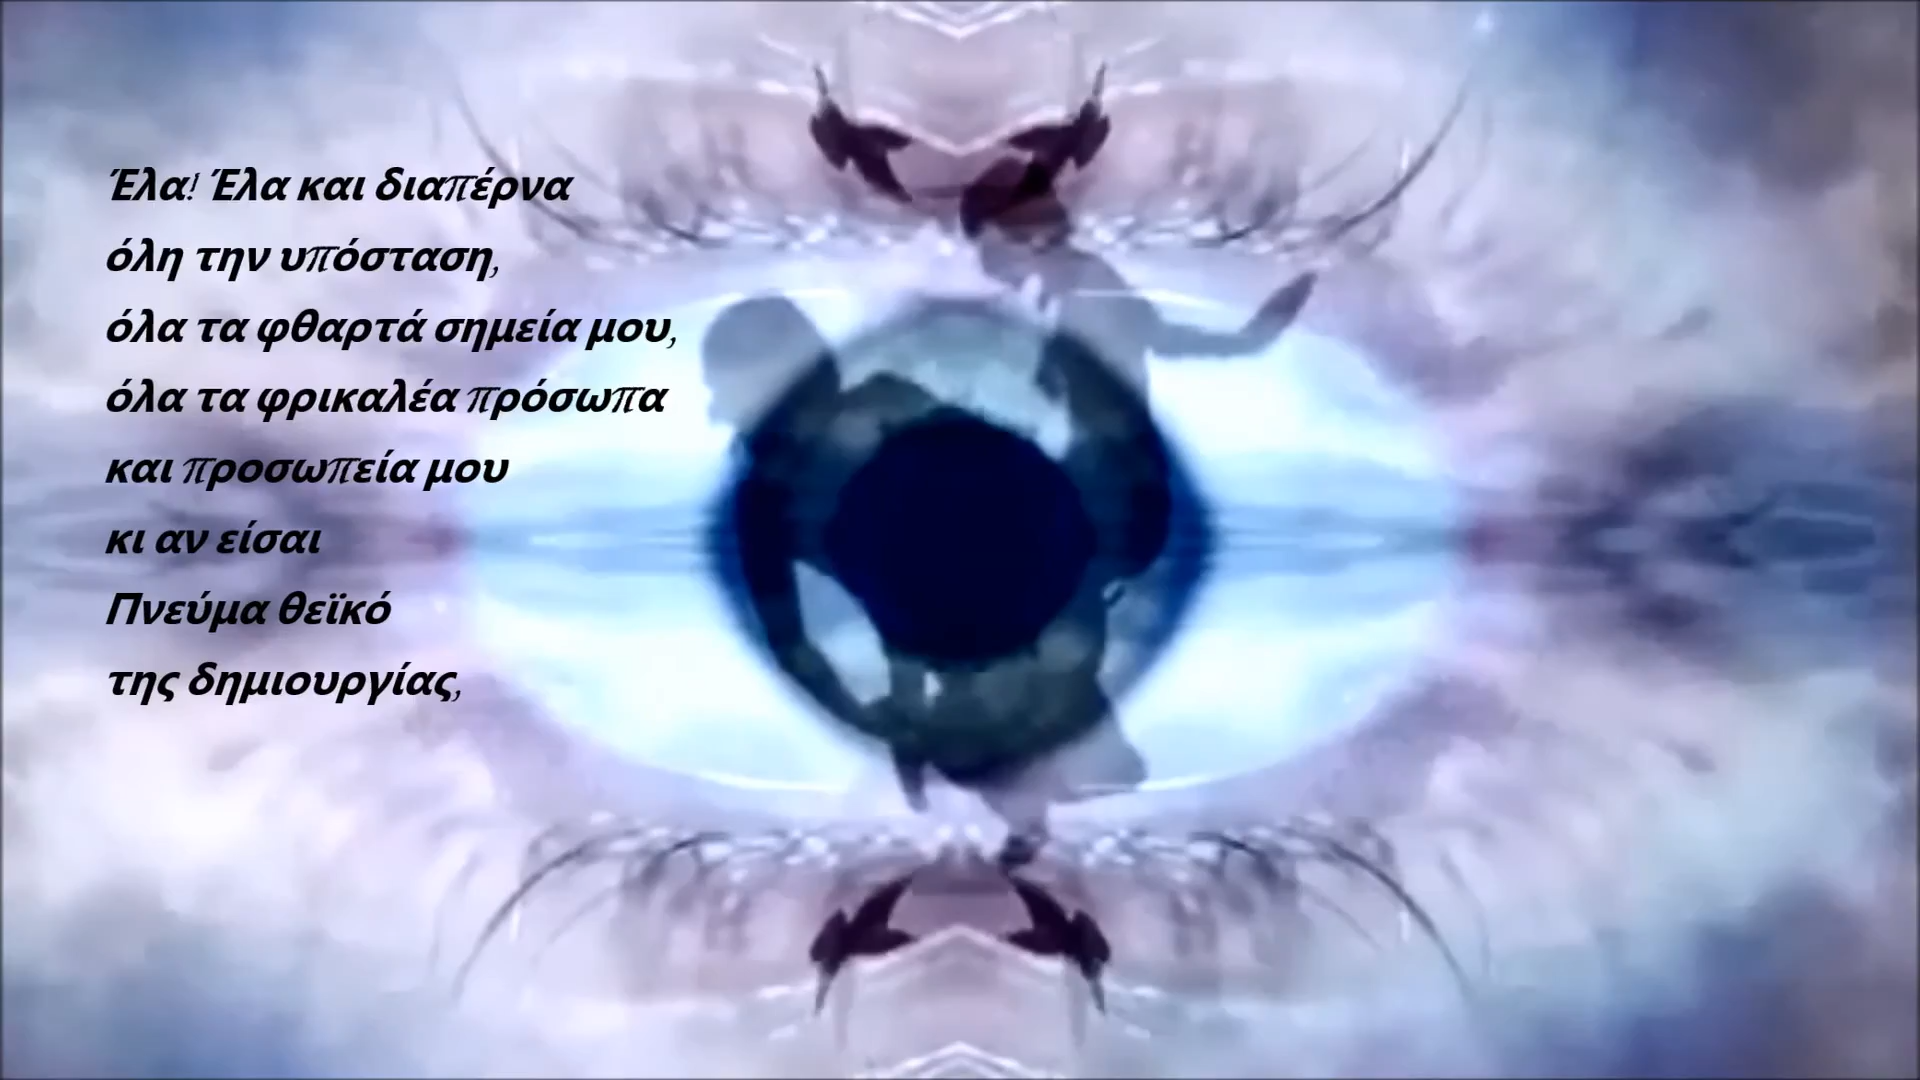 Έλα! Έλα και διαπέρνα
όλη την υπόσταση,
όλα τα φθαρτά σημεία μου,
όλα τα φρικαλέα πρόσωπα
και προσωπεία μου
κι αν είσαι
Πνεύμα θεϊκό
της δημιουργίας,